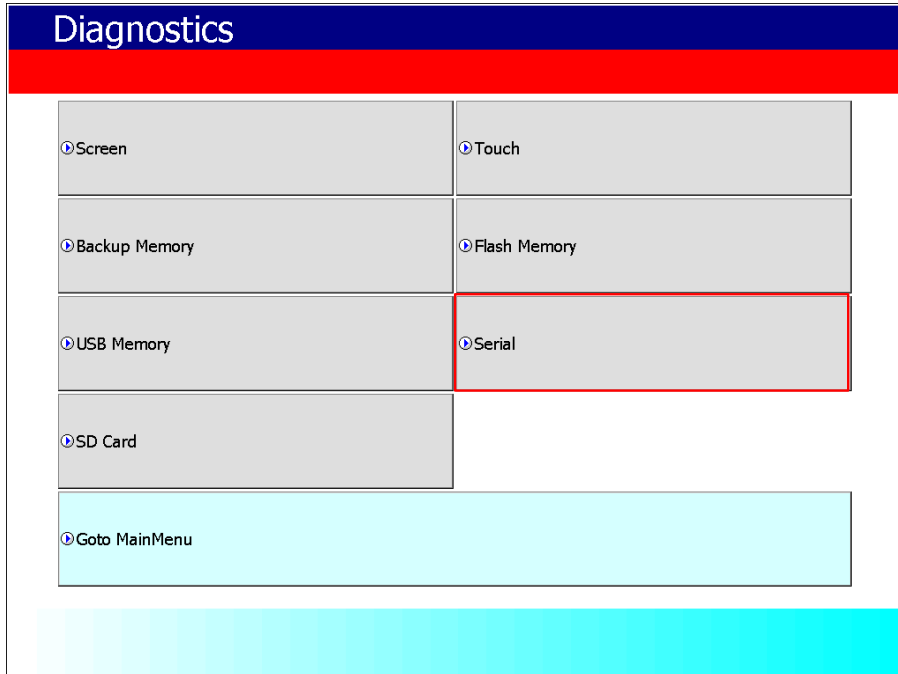 Diagnostics
Screen
Touch
Backup Memory
Flash Memory
USB Memory
Serial
SD Card
Goto MainMenu